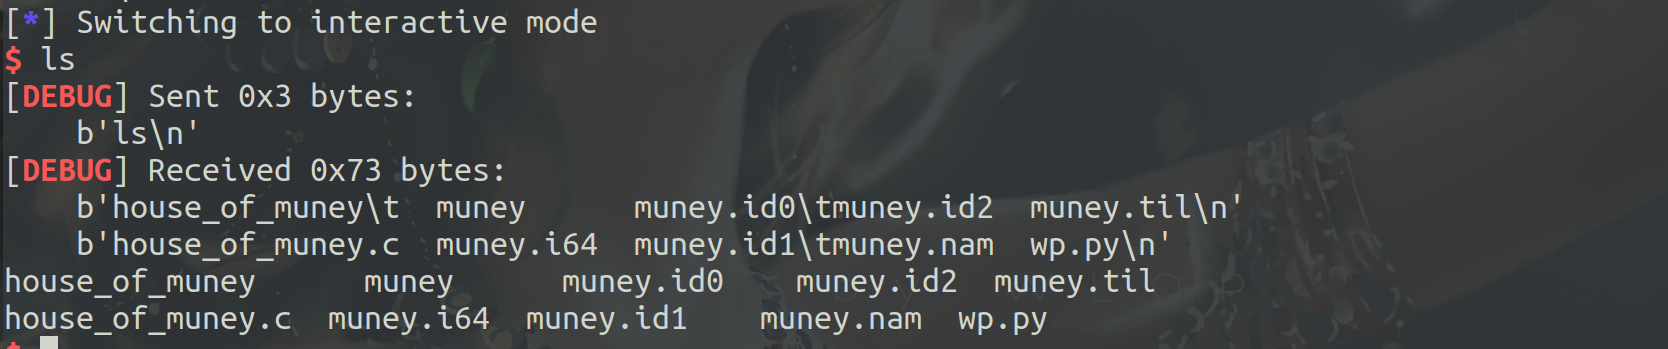 [*] Switching to interactive mode
$ ls
[DEBUG] Sent 0x3 bytes:
    b'ls\n'
[DEBUG] Received 0x73 bytes:
    b'house_of_muney\t  muney      muney.id0\tmuney.id2  muney.til\n'
    b'house_of_muney.c  muney.i64  muney.id1\tmuney.nam  wp.py\n'
house_of_muney      muney      muney.id0    muney.id2  muney.til
house_of_muney.c  muney.i64  muney.id1    muney.nam  wp.py
$